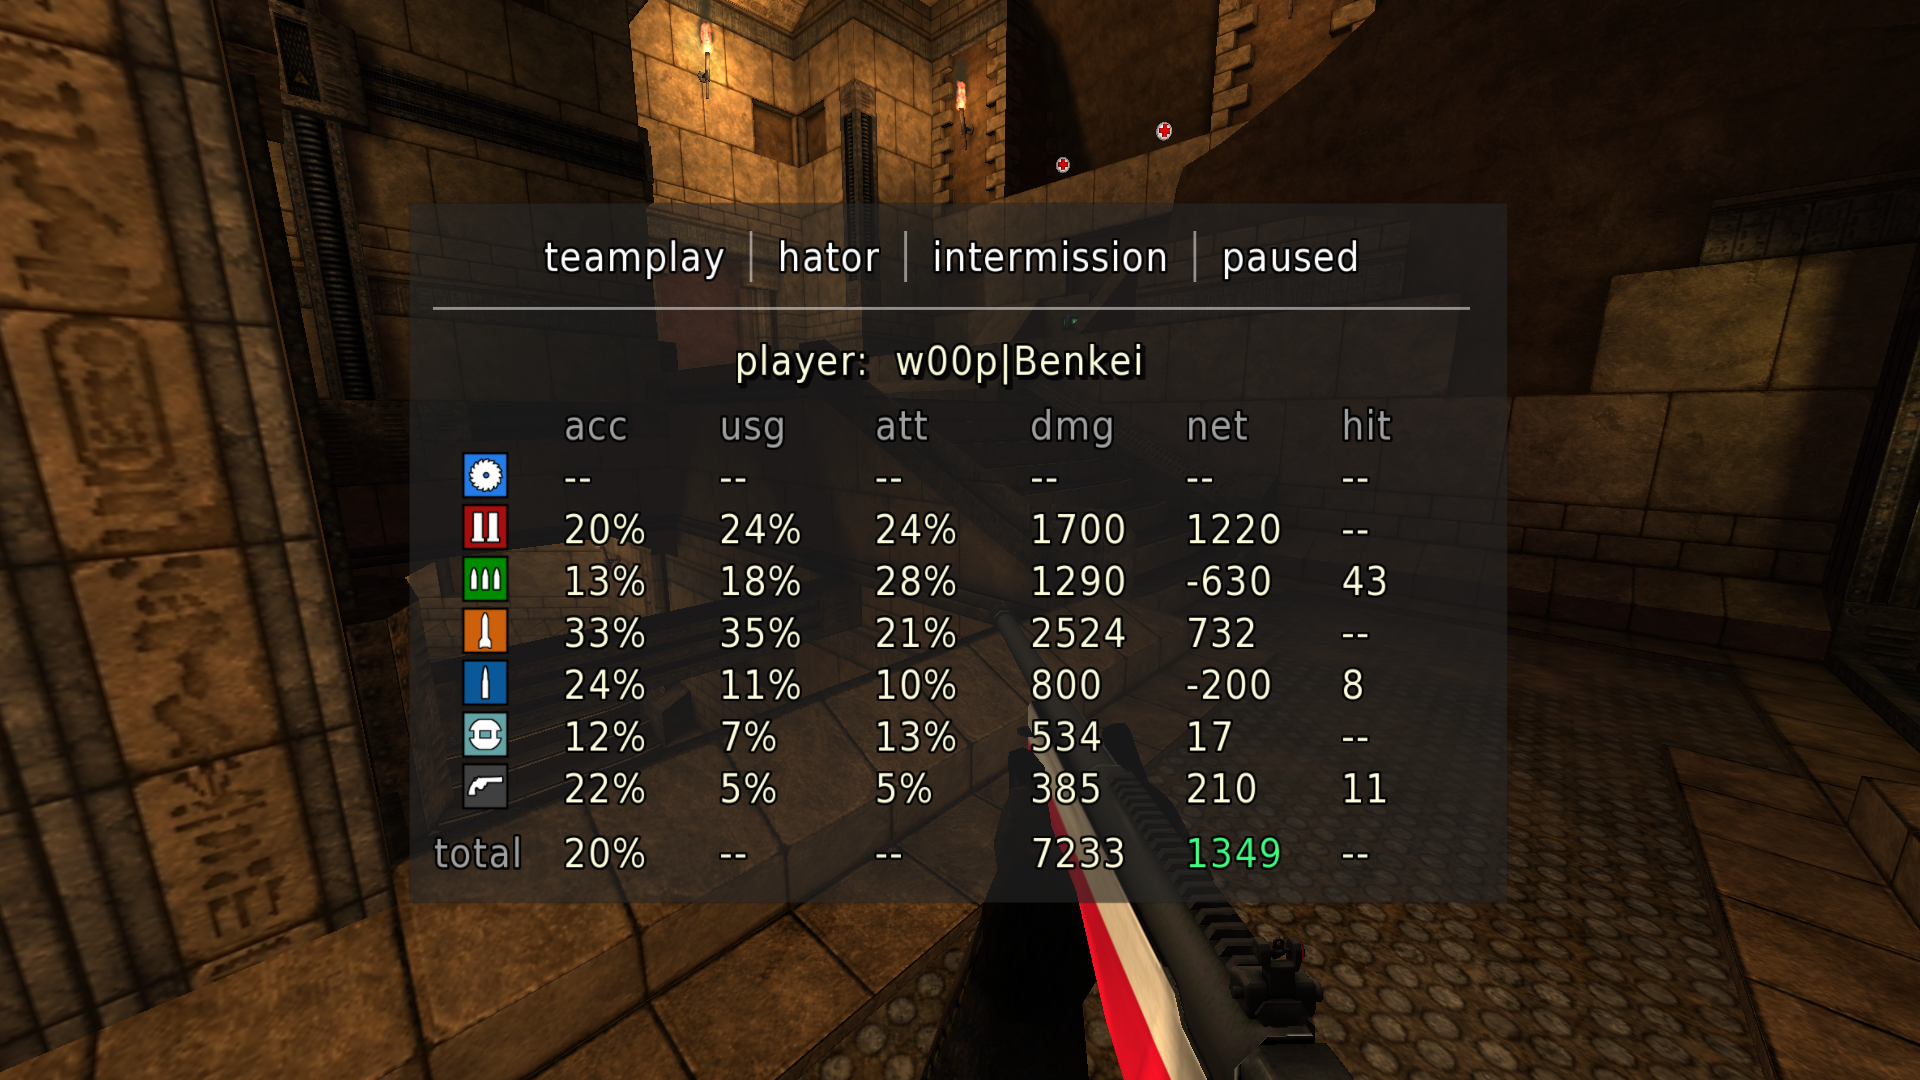 teamplay | hator | intermission | paused
player: w00p|Benkei
acc usg att dmg net hit
-- -- -- -- -- --
20% 24% 24% 1700 1220 --
13% 18% 28% 1290 -630 43
33% 35% 21% 2524 732 --
24% 11% 10% 800 -200 8
12% 7% 13% 534 17 --
22% 5% 5% 385 210 11
total 20% -- -- 7233 1349 --